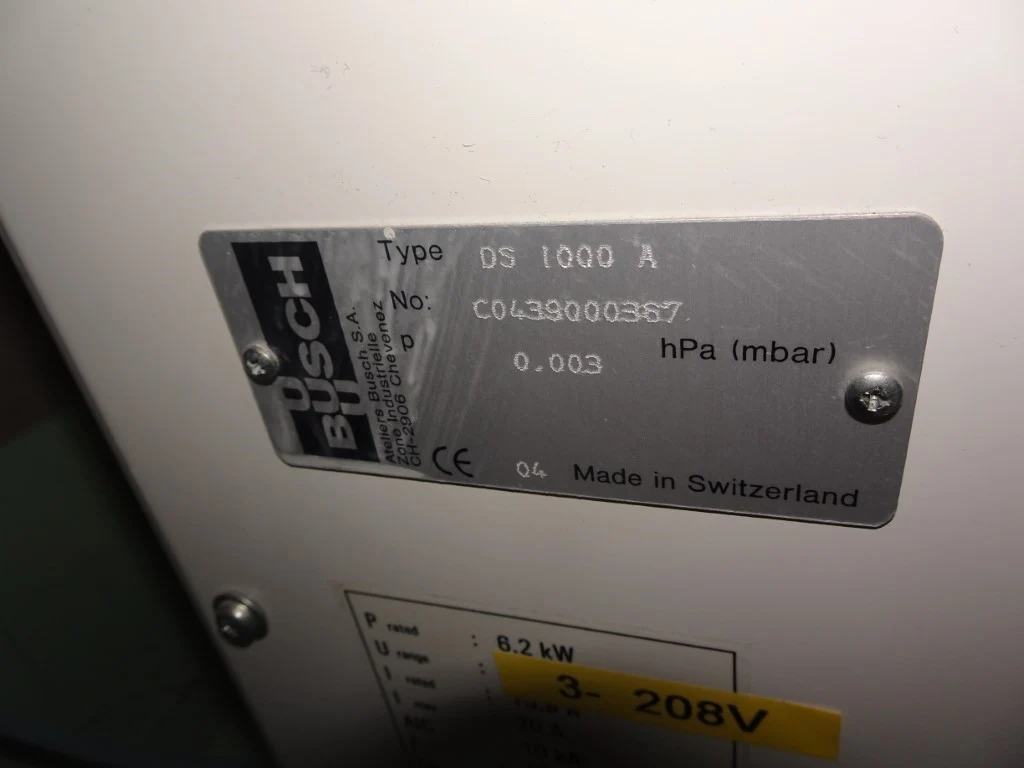 BUSCH
Ateliers Busch S.A.
Zone Industrielle
CH-2906 Chevenez
Type DS 1000 A
No: C0439000367
p 0.003 hPa (mbar)
CE 04 Made in Switzerland
P rated : 6.2 kW
U range :
I rated :
3- 208V